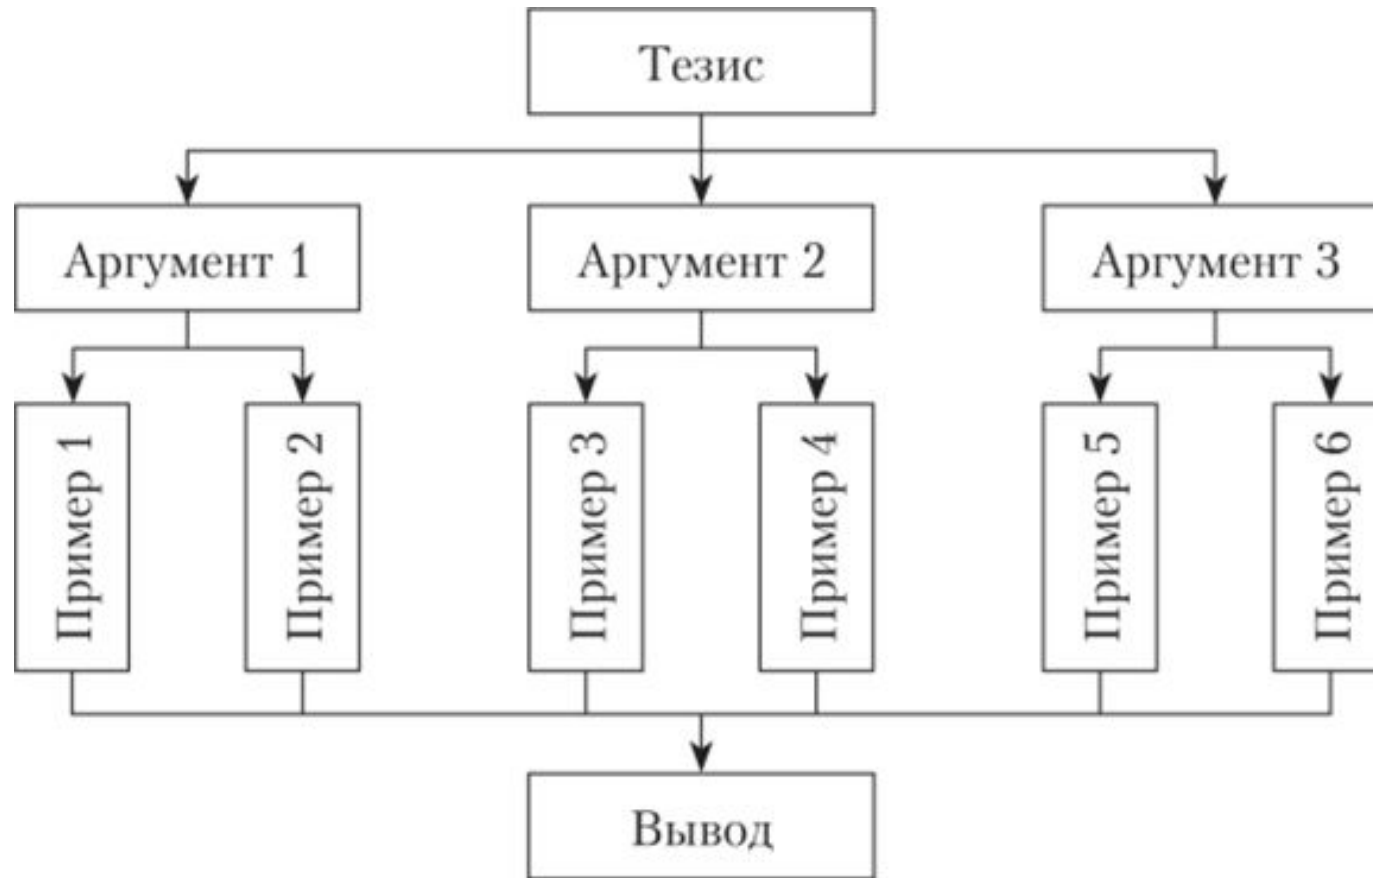 Тезис
Аргумент 1
Аргумент 2
Аргумент 3
Пример 1
Пример 2
Пример 3
Пример 4
Пример 5
Пример 6
Вывод